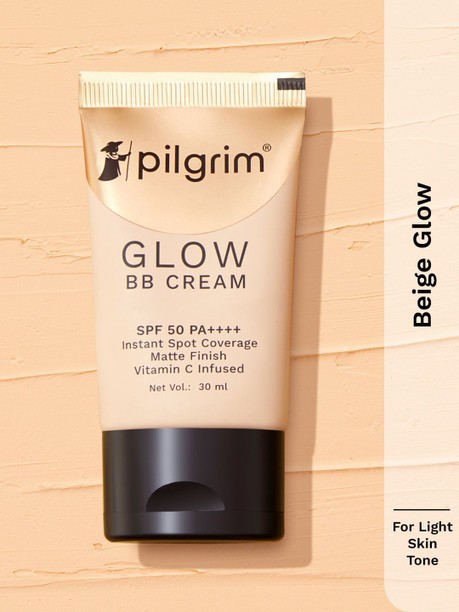 pilgrim®
GLOW
BB CREAM
SPF 50 PA++++
Instant Spot Coverage
Matte Finish
Vitamin C Infused
Net Vol.: 30 ml
Beige Glow
For Light
Skin
Tone